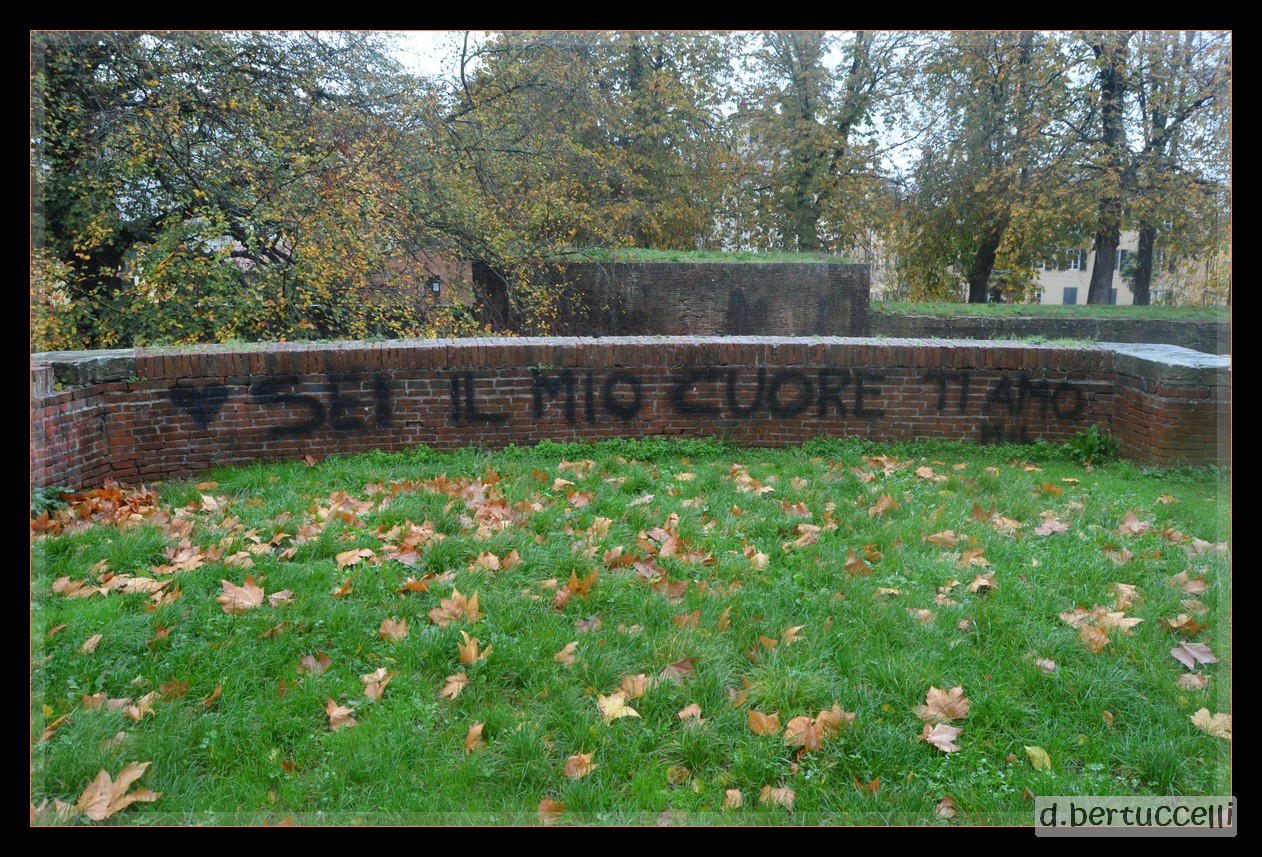 SEI IL MIO CUORE TI AMO
d.bertuccelli